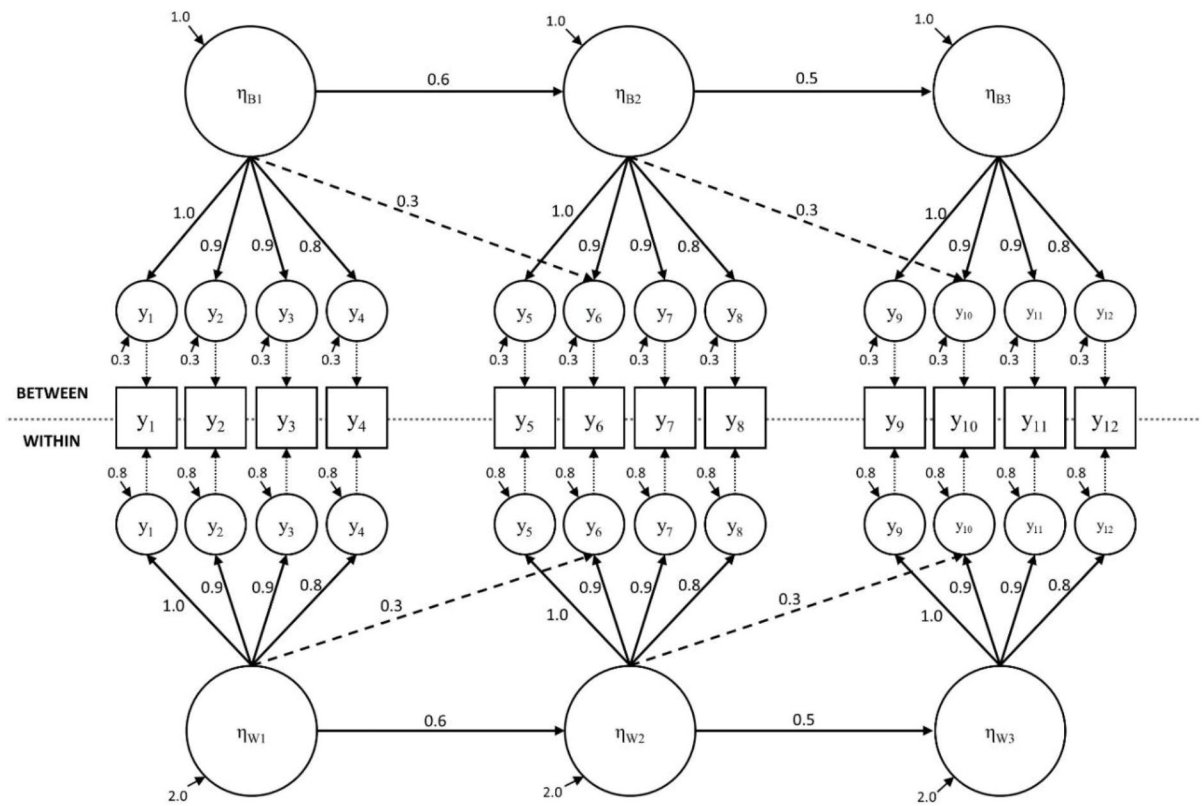 1.0 1.0 1.0
η_B1 0.6 η_B2 0.5 η_B3
0.3 0.3
1.0 0.9 0.9 0.8 1.0 0.9 0.9 0.8 1.0 0.9 0.9 0.8
y₁ y₂ y₃ y₄ y₅ y₆ y₇ y₈ y₉ y₁₀ y₁₁ y₁₂
0.3 0.3 0.3 0.3 0.3 0.3 0.3 0.3 0.3 0.3 0.3 0.3
BETWEEN
y₁ y₂ y₃ y₄ y₅ y₆ y₇ y₈ y₉ y₁₀ y₁₁ y₁₂
WITHIN
0.8 0.8 0.8 0.8 0.8 0.8 0.8 0.8 0.8 0.8 0.8 0.8
y₁ y₂ y₃ y₄ y₅ y₆ y₇ y₈ y₉ y₁₀ y₁₁ y₁₂
1.0 0.9 0.9 0.8 0.3 1.0 0.9 0.9 0.8 0.3 1.0 0.9 0.9 0.8
η_W1 0.6 η_W2 0.5 η_W3
2.0 2.0 2.0